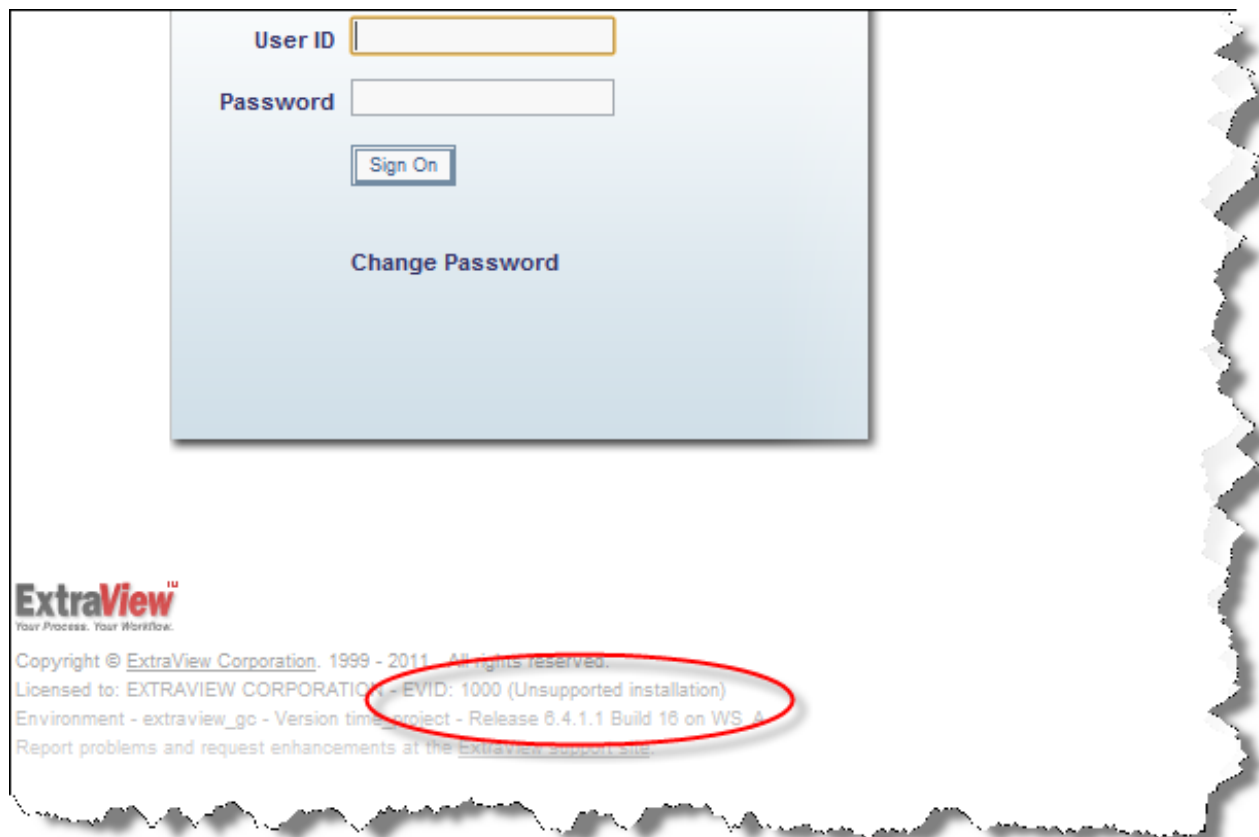 User ID
Password
Sign On
Change Password
ExtraView™
Your Process. Your Workflow.
Copyright © ExtraView Corporation. 1999 - 2011 - All rights reserved.
Licensed to: EXTRAVIEW CORPORATION - EVID: 1000 (Unsupported installation)
Environment - extraview_gc - Version time_project - Release 6.4.1.1 Build 16 on WS_A
Report problems and request enhancements at the ExtraView support site.